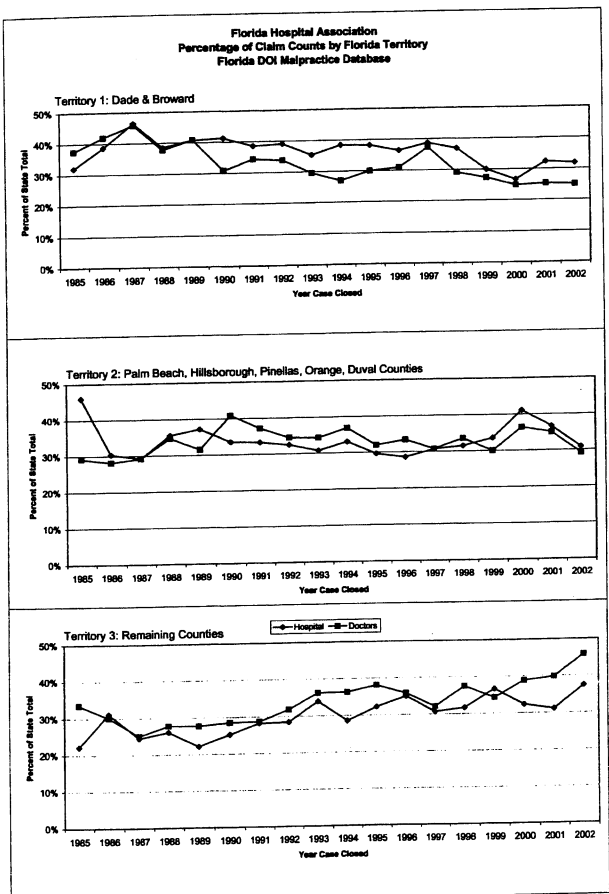 Florida Hospital Association
Percentage of Claim Counts by Florida Territory
Florida DOI Malpractice Database
Territory 1: Dade & Broward
Percent of State Total
50%
40%
30%
20%
10%
0%
1985 1986 1987 1988 1989 1990 1991 1992 1993 1994 1995 1996 1997 1998 1999 2000 2001 2002
Year Case Closed
Territory 2: Palm Beach, Hillsborough, Pinellas, Orange, Duval Counties
Percent of State Total
50%
40%
30%
20%
10%
0%
1985 1986 1987 1988 1989 1990 1991 1992 1993 1994 1995 1996 1997 1998 1999 2000 2001 2002
Year Case Closed
Territory 3: Remaining Counties
Hospital Doctors
Percent of State Total
50%
40%
30%
20%
10%
0%
1985 1986 1987 1988 1989 1990 1991 1992 1993 1994 1995 1996 1997 1998 1999 2000 2001 2002
Year Case Closed